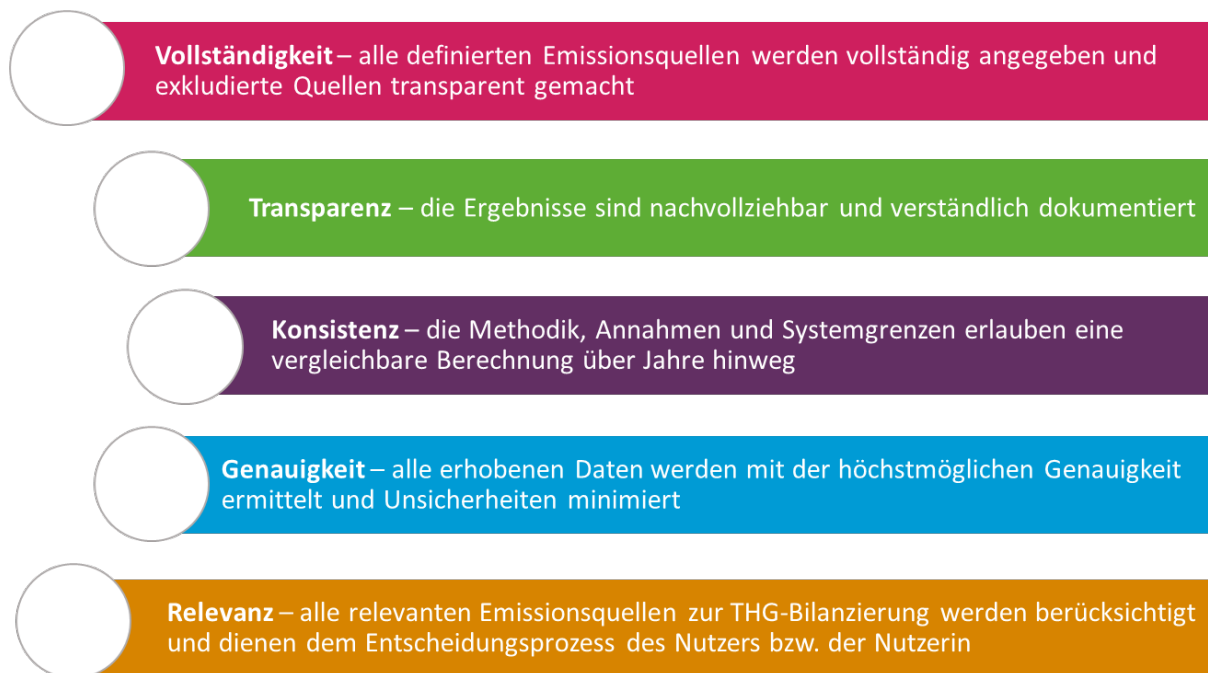 Vollständigkeit – alle definierten Emissionsquellen werden vollständig angegeben und
exkludierte Quellen transparent gemacht
Transparenz – die Ergebnisse sind nachvollziehbar und verständlich dokumentiert
Konsistenz – die Methodik, Annahmen und Systemgrenzen erlauben eine
vergleichbare Berechnung über Jahre hinweg
Genauigkeit – alle erhobenen Daten werden mit der höchstmöglichen Genauigkeit
ermittelt und Unsicherheiten minimiert
Relevanz – alle relevanten Emissionsquellen zur THG-Bilanzierung werden berücksichtigt
und dienen dem Entscheidungsprozess des Nutzers bzw. der Nutzerin